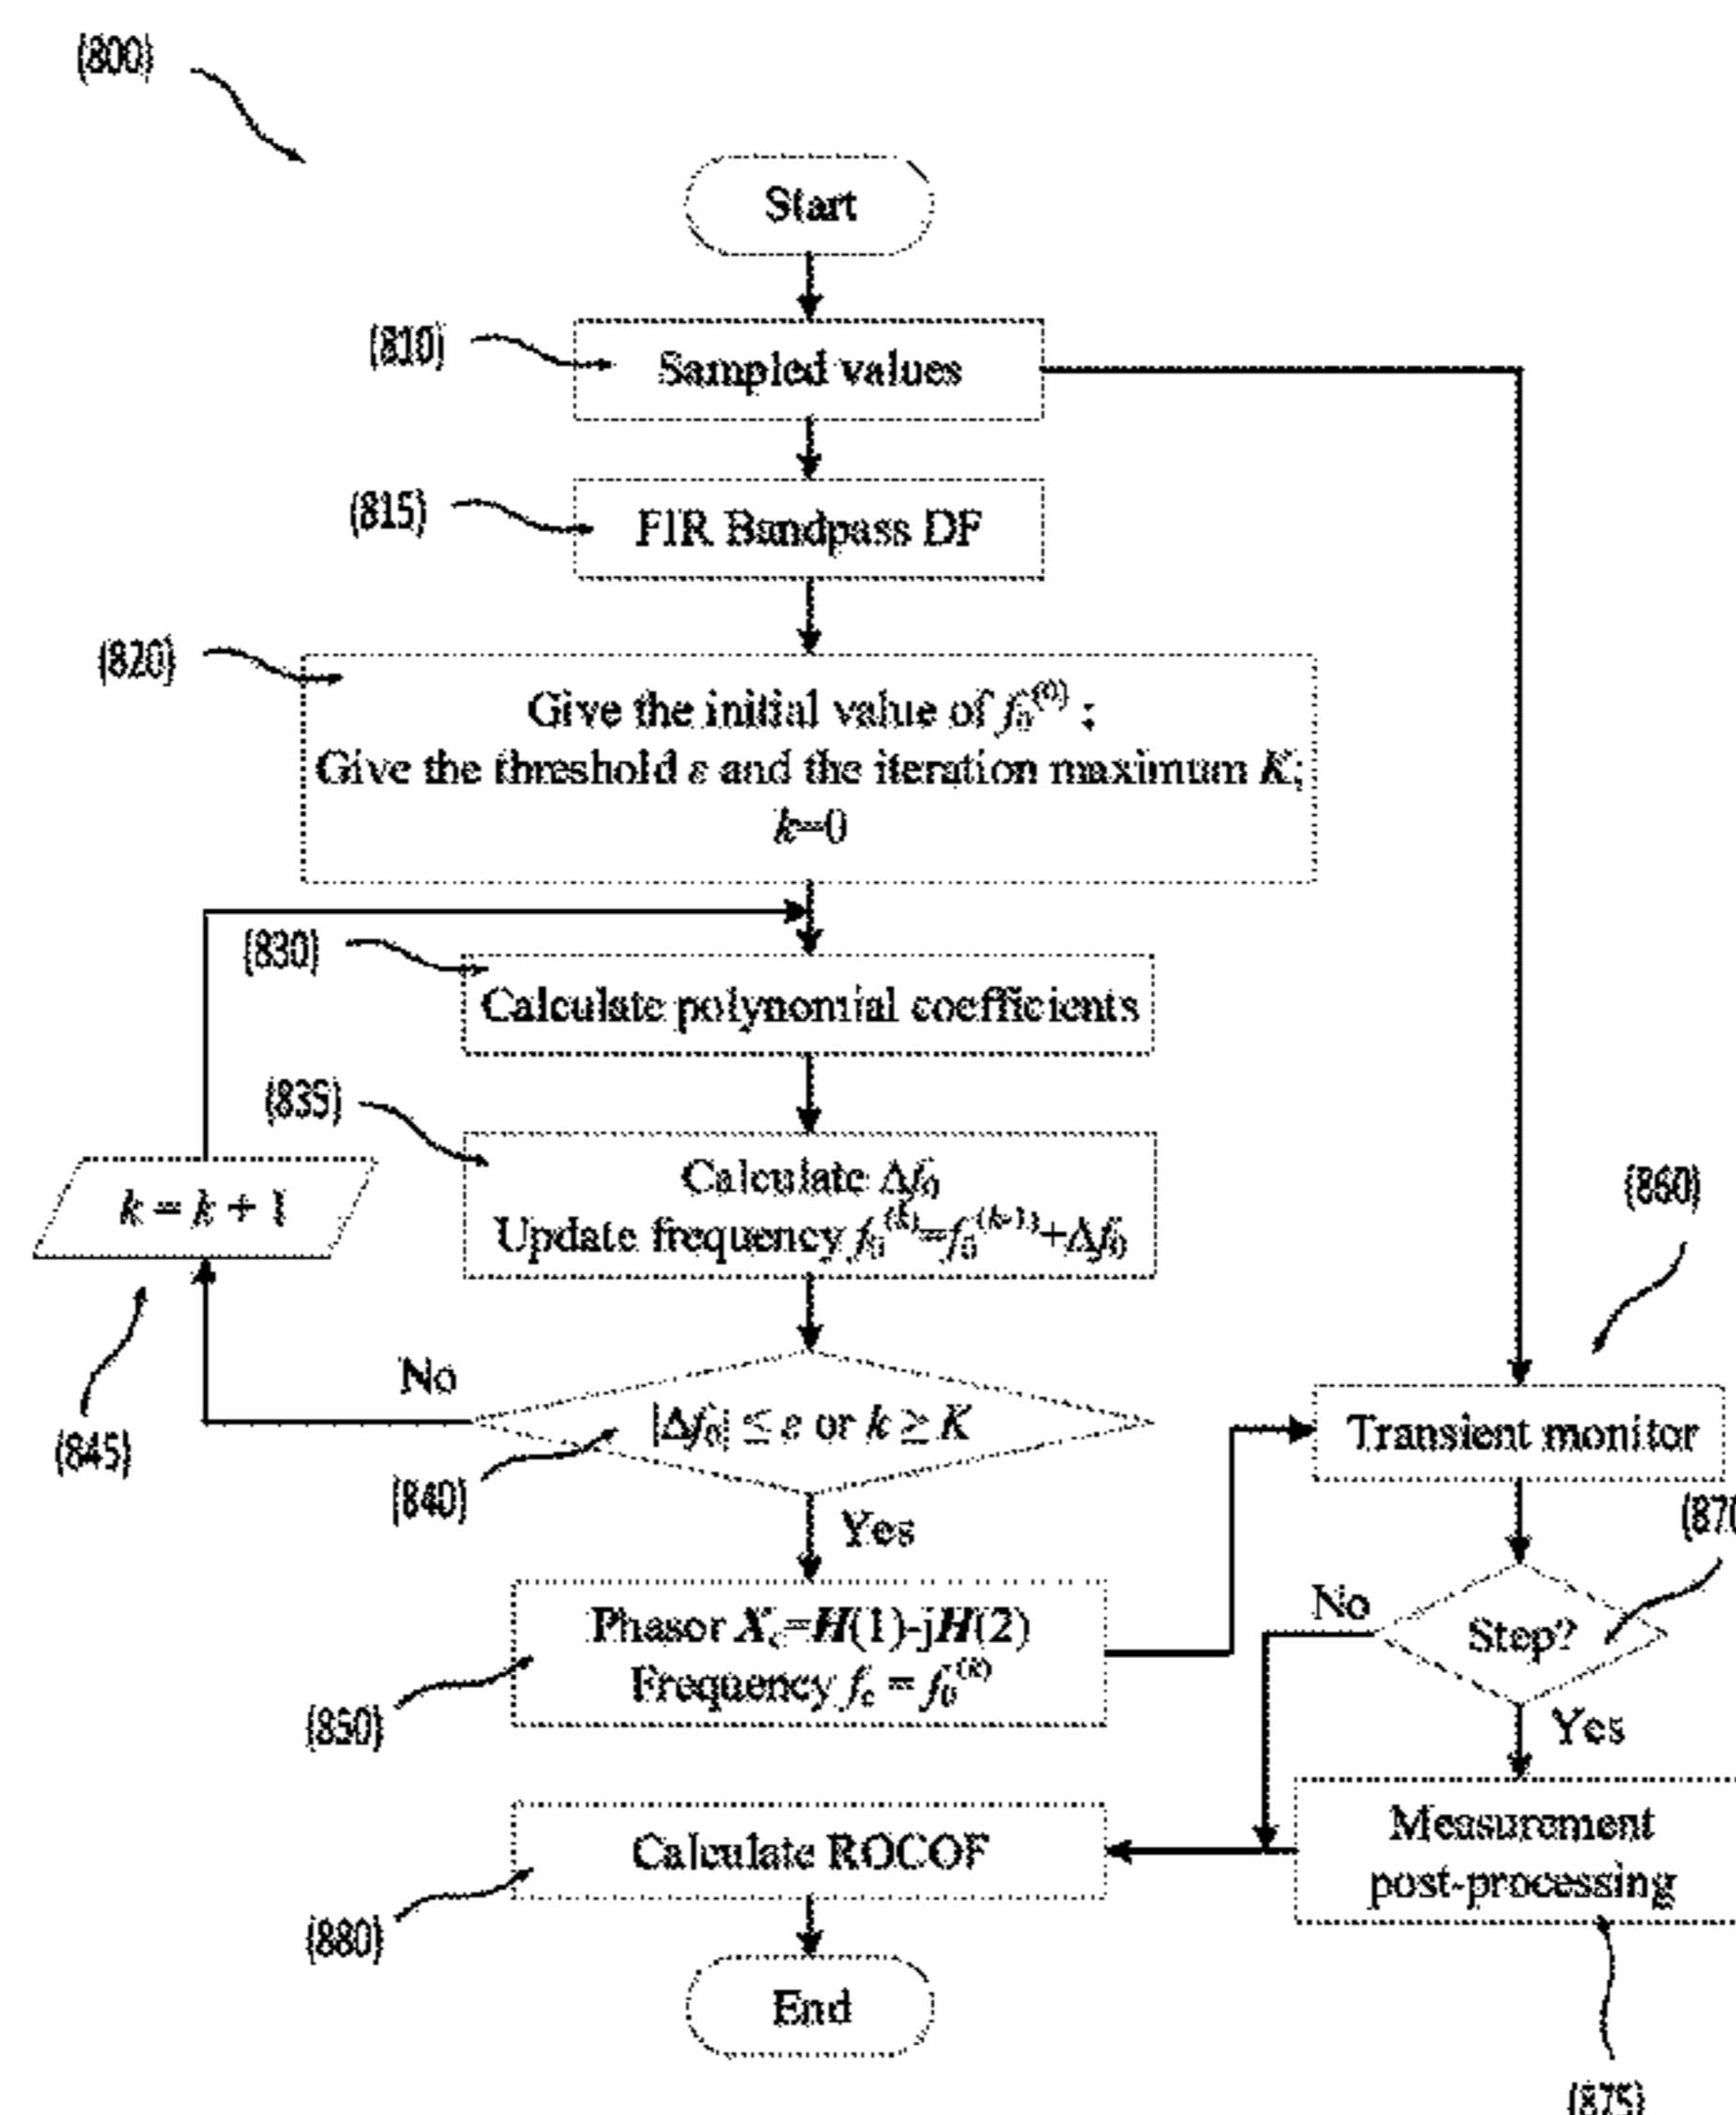 (800)
Start
(810)
Sampled values
(815)
FIR Bandpass DF
(820)
Give the initial value of f₀⁽⁰⁾ ;
Give the threshold ε and the iteration maximum K;
k=0
(830)
Calculate polynomial coefficients
(835)
Calculate Δf₀
Update frequency f₀⁽ᵏ⁾=f₀⁽ᵏ⁻¹⁾+Δf₀
k = k + 1
(845)
No
|Δf₀| ≤ ε or k ≥ K
(840)
Yes
(860)
Transient monitor
(870
Step?
No
Yes
Phasor Xc=H(1)-jH(2)
Frequency fc = f₀⁽ᵏ⁾
(850)
Measurement
post-processing
(875)
Calculate ROCOF
(880)
End